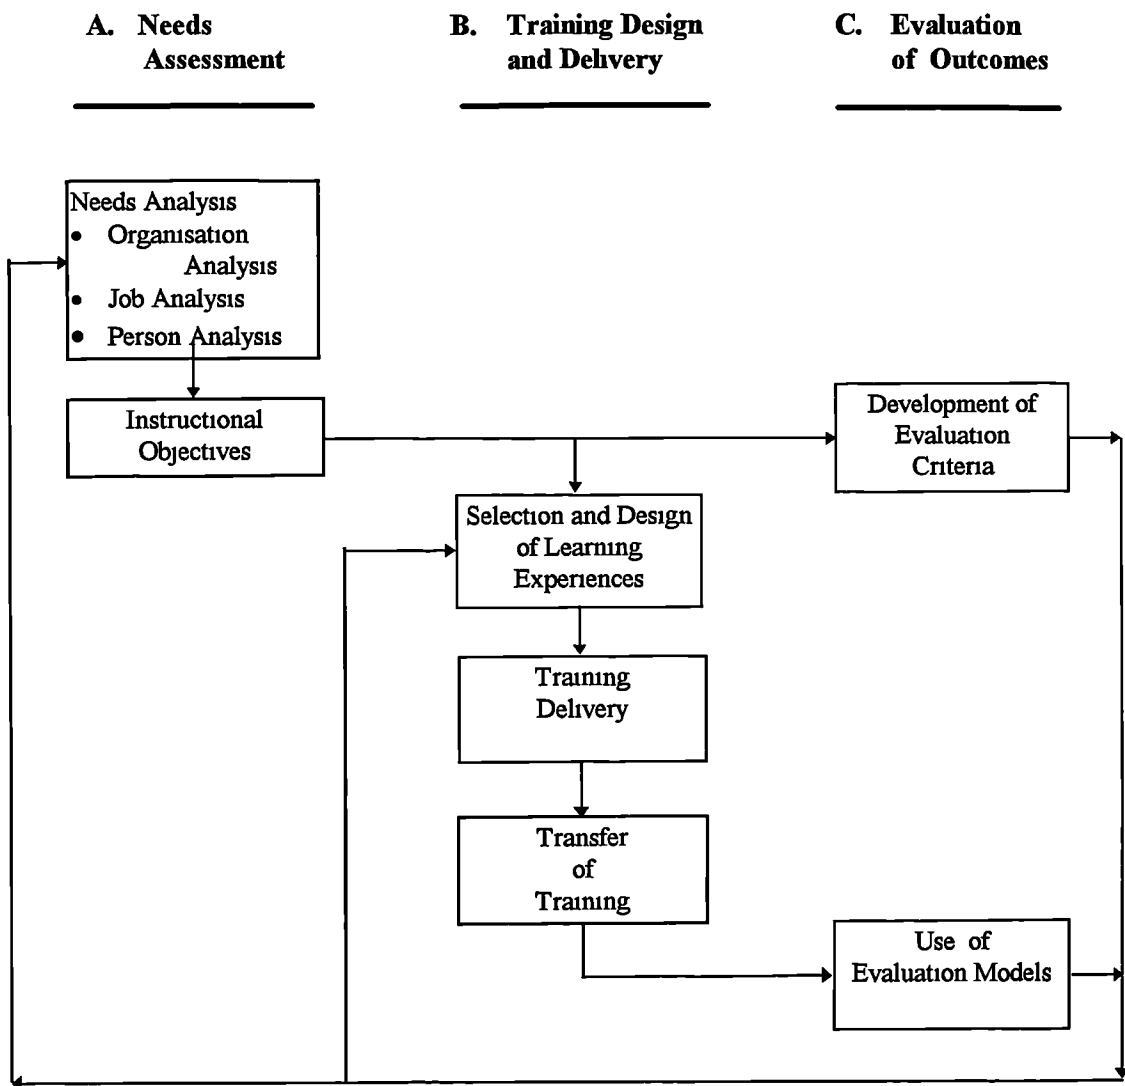 A. Needs
Assessment
B. Training Design
and Delivery
C. Evaluation
of Outcomes
Needs Analysis
• Organisation
Analysis
• Job Analysis
• Person Analysis
Instructional
Objectives
Development of
Evaluation
Criteria
Selection and Design
of Learning
Experiences
Training
Delivery
Transfer
of
Training
Use of
Evaluation Models